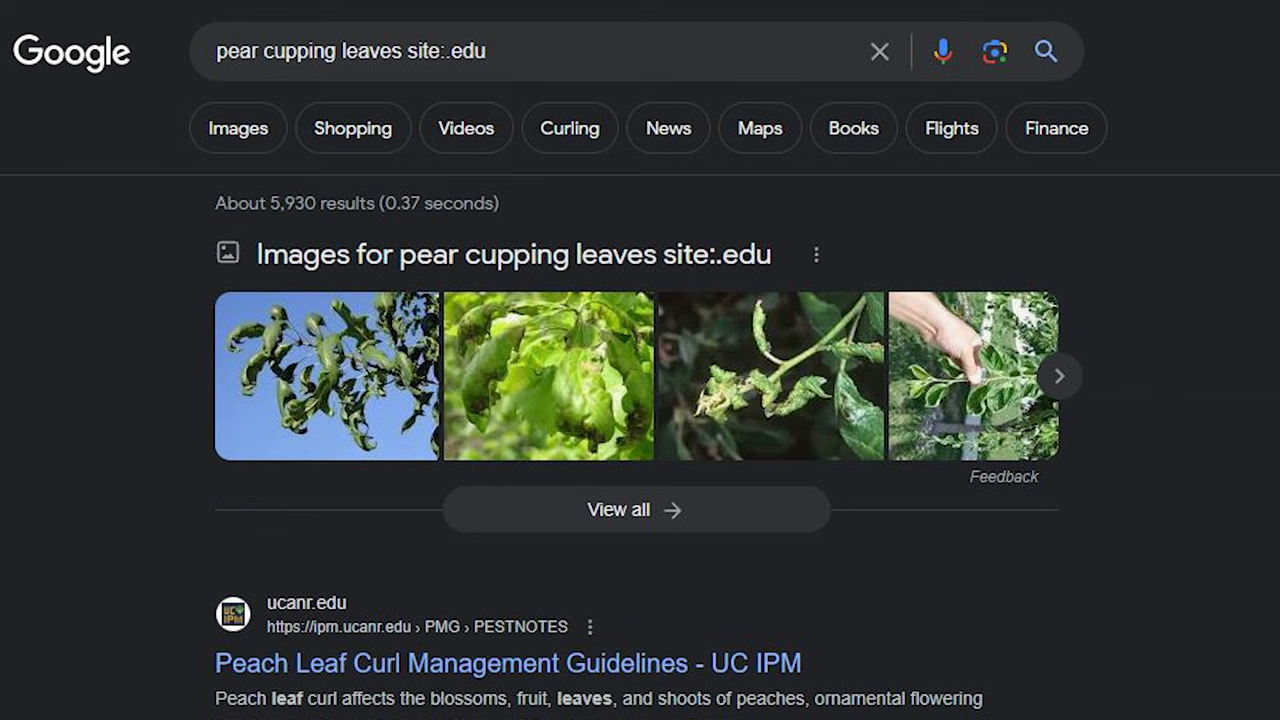 Google
pear cupping leaves site:.edu
Images Shopping Videos Curling News Maps Books Flights Finance
About 5,930 results (0.37 seconds)
Images for pear cupping leaves site:.edu
Feedback
View all
UC
IPM
ucanr.edu
https://ipm.ucanr.edu › PMG › PESTNOTES
Peach Leaf Curl Management Guidelines - UC IPM
Peach leaf curl affects the blossoms, fruit, leaves, and shoots of peaches, ornamental flowering